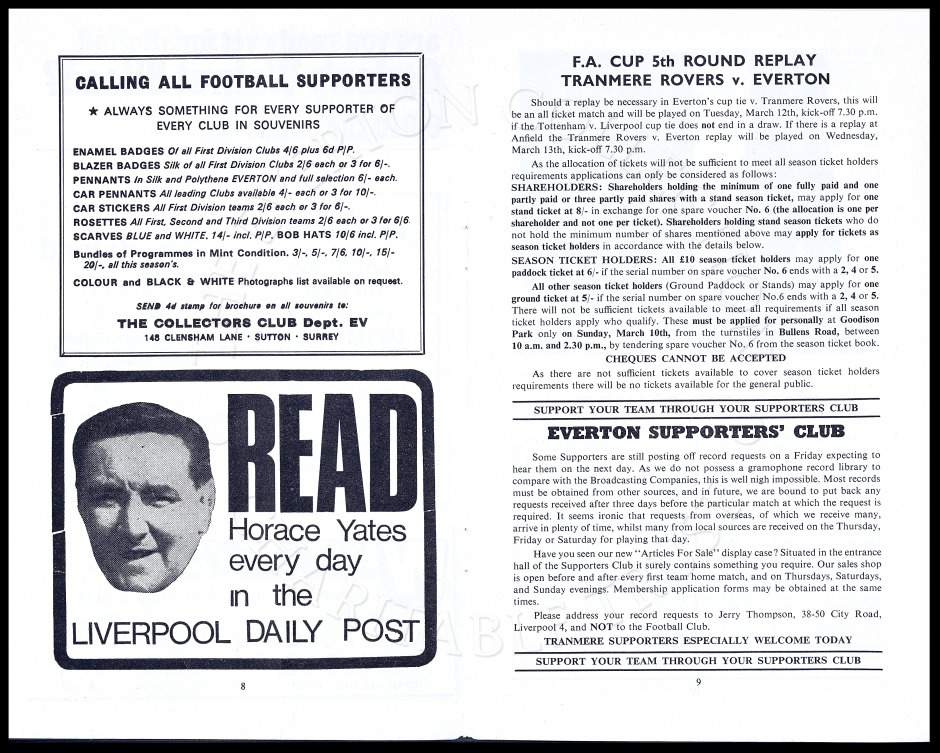 CALLING ALL FOOTBALL SUPPORTERS
★ ALWAYS SOMETHING FOR EVERY SUPPORTER OF
EVERY CLUB IN SOUVENIRS
ENAMEL BADGES Of all First Division Clubs 4/6 plus 6d P/P.
BLAZER BADGES Silk of all First Division Clubs 2/6 each or 3 for 6/-.
PENNANTS In Silk and Polythene EVERTON and full selection 6/- each.
CAR PENNANTS All leading Clubs available 4/- each or 3 for 10/-.
CAR STICKERS All First Division teams 2/6 each or 3 for 6/-.
ROSETTES All First, Second and Third Division teams 2/6 each or 3 for 6/6.
SCARVES BLUE and WHITE. 14/- incl. P/P. BOB HATS 10/6 incl. P/P.
Bundles of Programmes in Mint Condition. 3/-, 5/-, 7/6, 10/-, 15/-
20/-, all this season's.
COLOUR and BLACK & WHITE Photographs list available on request.
SEND 4d stamp for brochure on all souvenirs to:
THE COLLECTORS CLUB Dept. EV
148 CLENSHAM LANE · SUTTON · SURREY
READ
Horace Yates
every day
in the
LIVERPOOL DAILY POST
8
F.A. CUP 5th ROUND REPLAY
TRANMERE ROVERS v. EVERTON
Should a replay be necessary in Everton's cup tie v. Tranmere Rovers, this will
be an all ticket match and will be played on Tuesday, March 12th, kick-off 7.30 p.m.
if the Tottenham v. Liverpool cup tie does not end in a draw. If there is a replay at
Anfield the Tranmere Rovers v. Everton replay will be played on Wednesday,
March 13th, kick-off 7.30 p.m.
As the allocation of tickets will not be sufficient to meet all season ticket holders
requirements applications can only be considered as follows:
SHAREHOLDERS: Shareholders holding the minimum of one fully paid and one
partly paid or three partly paid shares with a stand season ticket, may apply for one
stand ticket at 8/- in exchange for one spare voucher No. 6 (the allocation is one per
shareholder and not one per ticket). Shareholders holding stand season tickets who do
not hold the minimum number of shares mentioned above may apply for tickets as
season ticket holders in accordance with the details below.
SEASON TICKET HOLDERS: All £10 season ticket holders may apply for one
paddock ticket at 6/- if the serial number on spare voucher No. 6 ends with a 2, 4 or 5.
All other season ticket holders (Ground Paddock or Stands) may apply for one
ground ticket at 5/- if the serial number on spare voucher No.6 ends with a 2, 4 or 5.
There will not be sufficient tickets available to meet all requirements if all season
ticket holders apply who qualify. These must be applied for personally at Goodison
Park only on Sunday, March 10th, from the turnstiles in Bullens Road, between
10 a.m. and 2.30 p.m., by tendering spare voucher No. 6 from the season ticket book.
CHEQUES CANNOT BE ACCEPTED
As there are not sufficient tickets available to cover season ticket holders
requirements there will be no tickets available for the general public.
SUPPORT YOUR TEAM THROUGH YOUR SUPPORTERS CLUB
EVERTON SUPPORTERS' CLUB
Some Supporters are still posting off record requests on a Friday expecting to
hear them on the next day. As we do not possess a gramophone record library to
compare with the Broadcasting Companies, this is well nigh impossible. Most records
must be obtained from other sources, and in future, we are bound to put back any
requests received after three days before the particular match at which the request is
required. It seems ironic that requests from overseas, of which we receive many,
arrive in plenty of time, whilst many from local sources are received on the Thursday,
Friday or Saturday for playing that day.
Have you seen our new "Articles For Sale" display case? Situated in the entrance
hall of the Supporters Club it surely contains something you require. Our sales shop
is open before and after every first team home match, and on Thursdays, Saturdays,
and Sunday evenings. Membership application forms may be obtained at the same
times.
Please address your record requests to Jerry Thompson, 38-50 City Road,
Liverpool 4, and NOT to the Football Club.
TRANMERE SUPPORTERS ESPECIALLY WELCOME TODAY
SUPPORT YOUR TEAM THROUGH YOUR SUPPORTERS CLUB
9